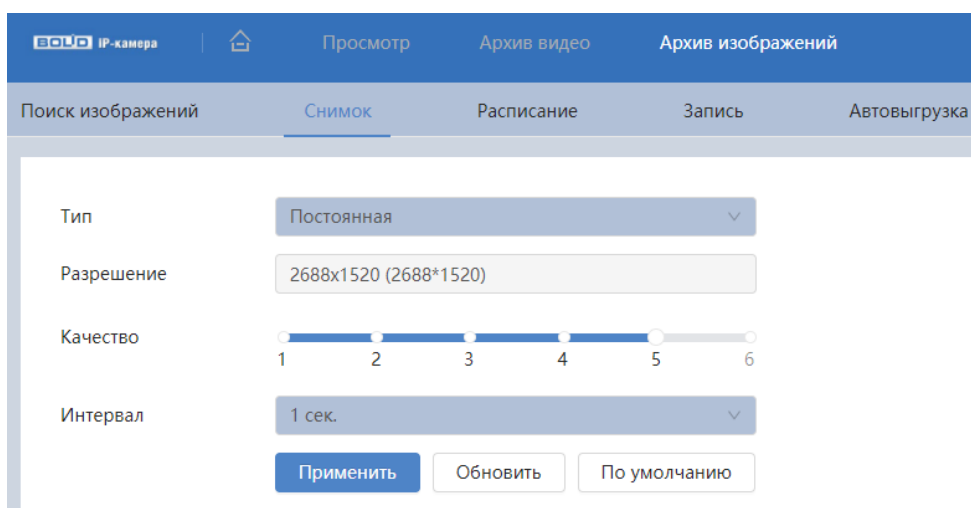 BOLID IP-камера Просмотр Архив видео Архив изображений
Поиск изображений Снимок Расписание Запись Автовыгрузка
Тип Постоянная
Разрешение 2688x1520 (2688*1520)
Качество
1 2 3 4 5 6
Интервал 1 сек.
Применить Обновить По умолчанию